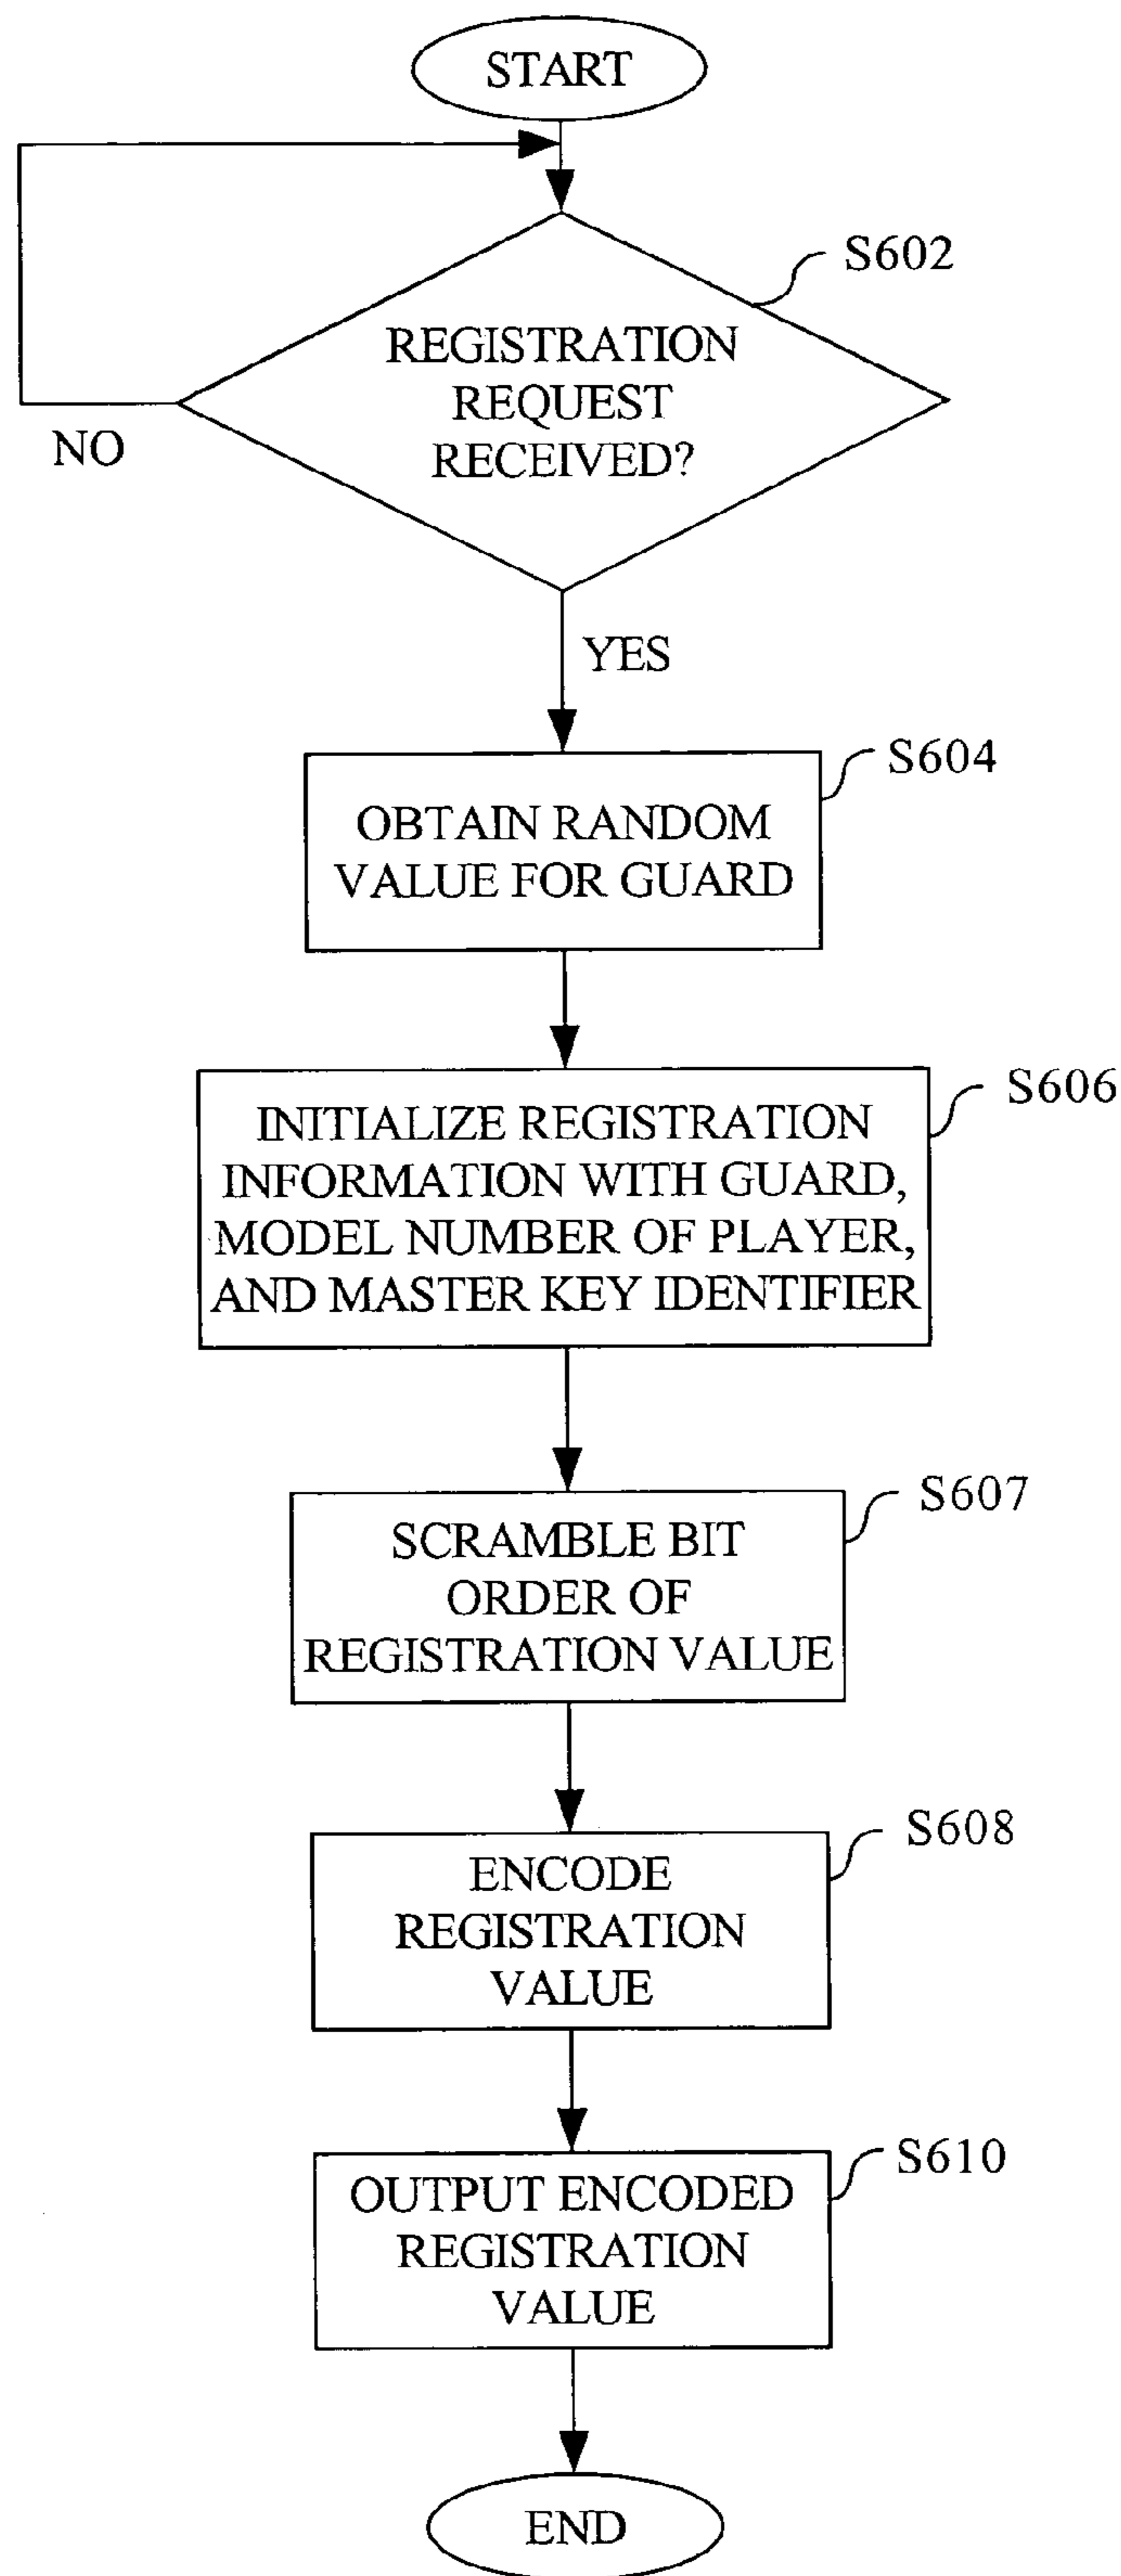 START
S602
REGISTRATION
REQUEST
RECEIVED?
NO
YES
S604
OBTAIN RANDOM
VALUE FOR GUARD
S606
INITIALIZE REGISTRATION
INFORMATION WITH GUARD,
MODEL NUMBER OF PLAYER,
AND MASTER KEY IDENTIFIER
S607
SCRAMBLE BIT
ORDER OF
REGISTRATION VALUE
S608
ENCODE
REGISTRATION
VALUE
S610
OUTPUT ENCODED
REGISTRATION
VALUE
END